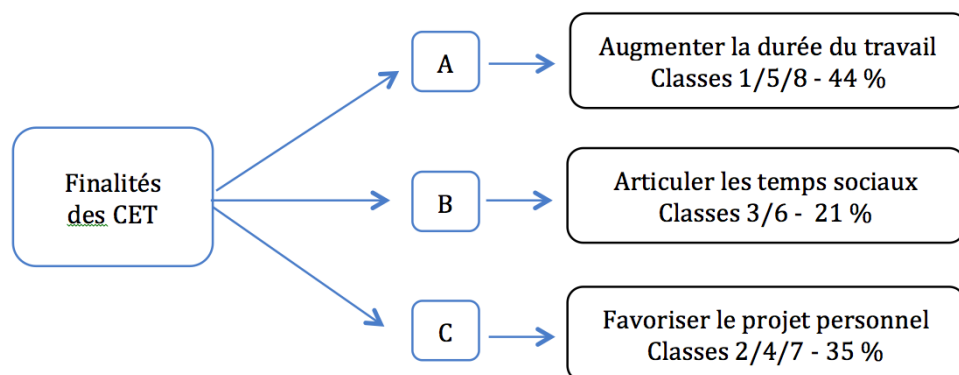 Finalités
des CET
A
Augmenter la durée du travail
Classes 1/5/8 - 44 %
B
Articuler les temps sociaux
Classes 3/6 - 21 %
C
Favoriser le projet personnel
Classes 2/4/7 - 35 %